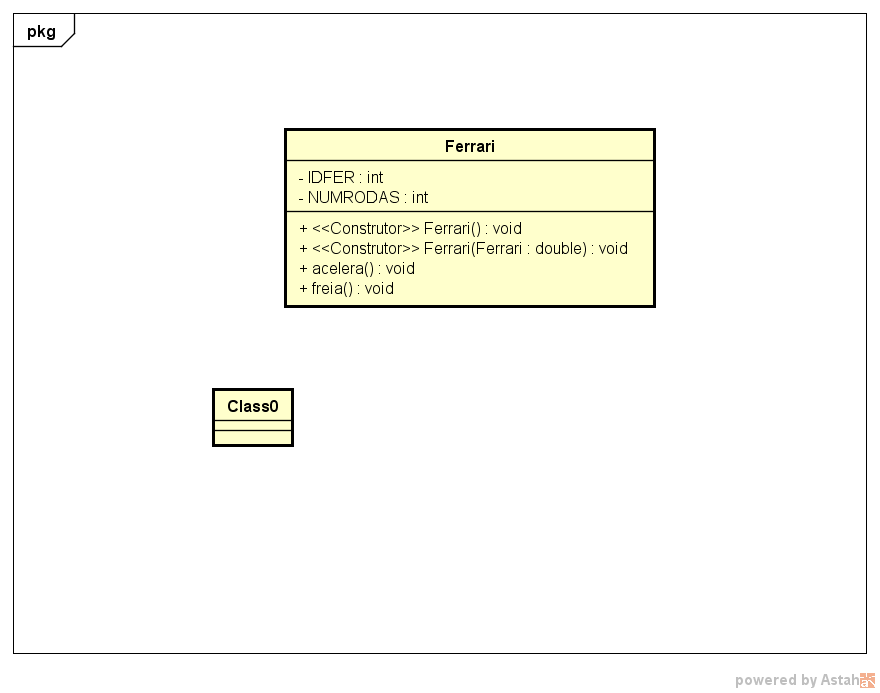 pkg
Ferrari
- IDFER : int
- NUMRODAS : int
+ <<Construtor>> Ferrari() : void
+ <<Construtor>> Ferrari(Ferrari : double) : void
+ acelera() : void
+ freia() : void
Class0
powered by Astah